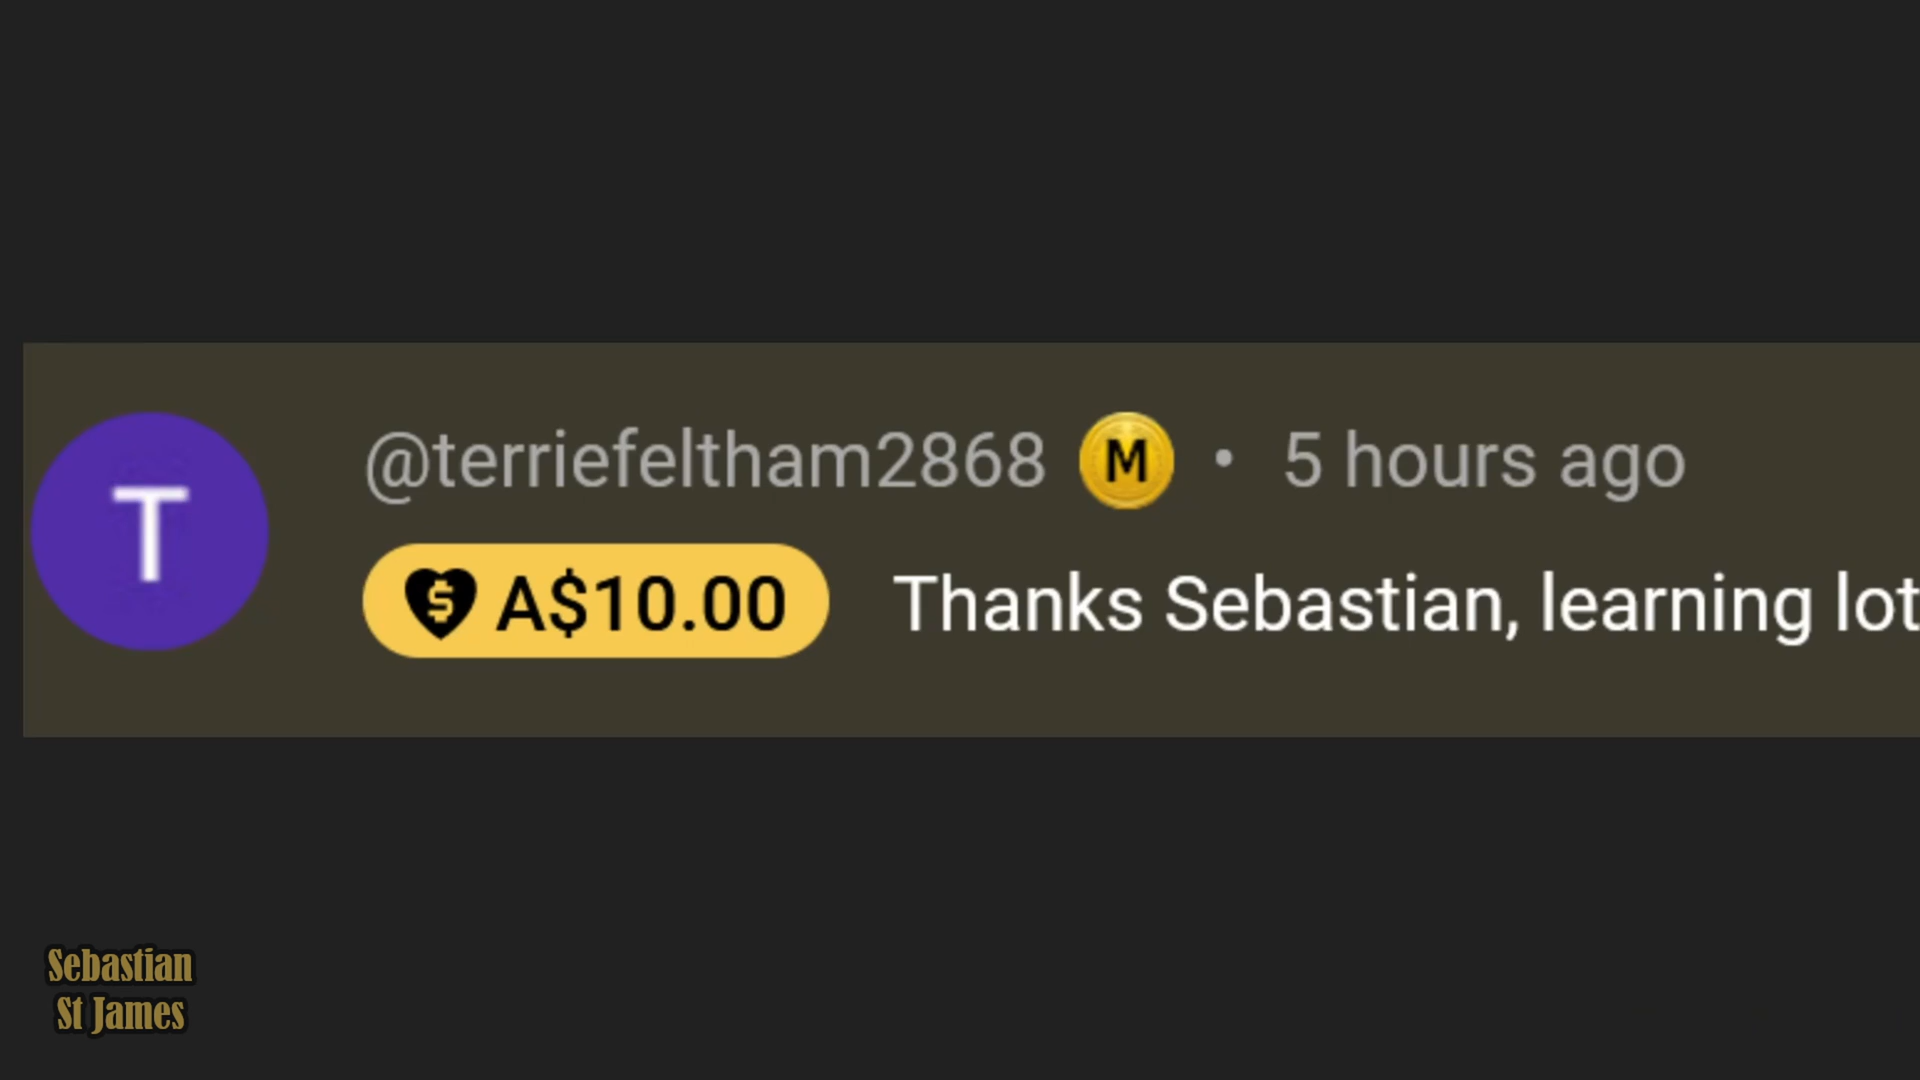 T
@terriefeltham2868 M • 5 hours ago
$ A$10.00 Thanks Sebastian, learning lot
Sebastian
St James